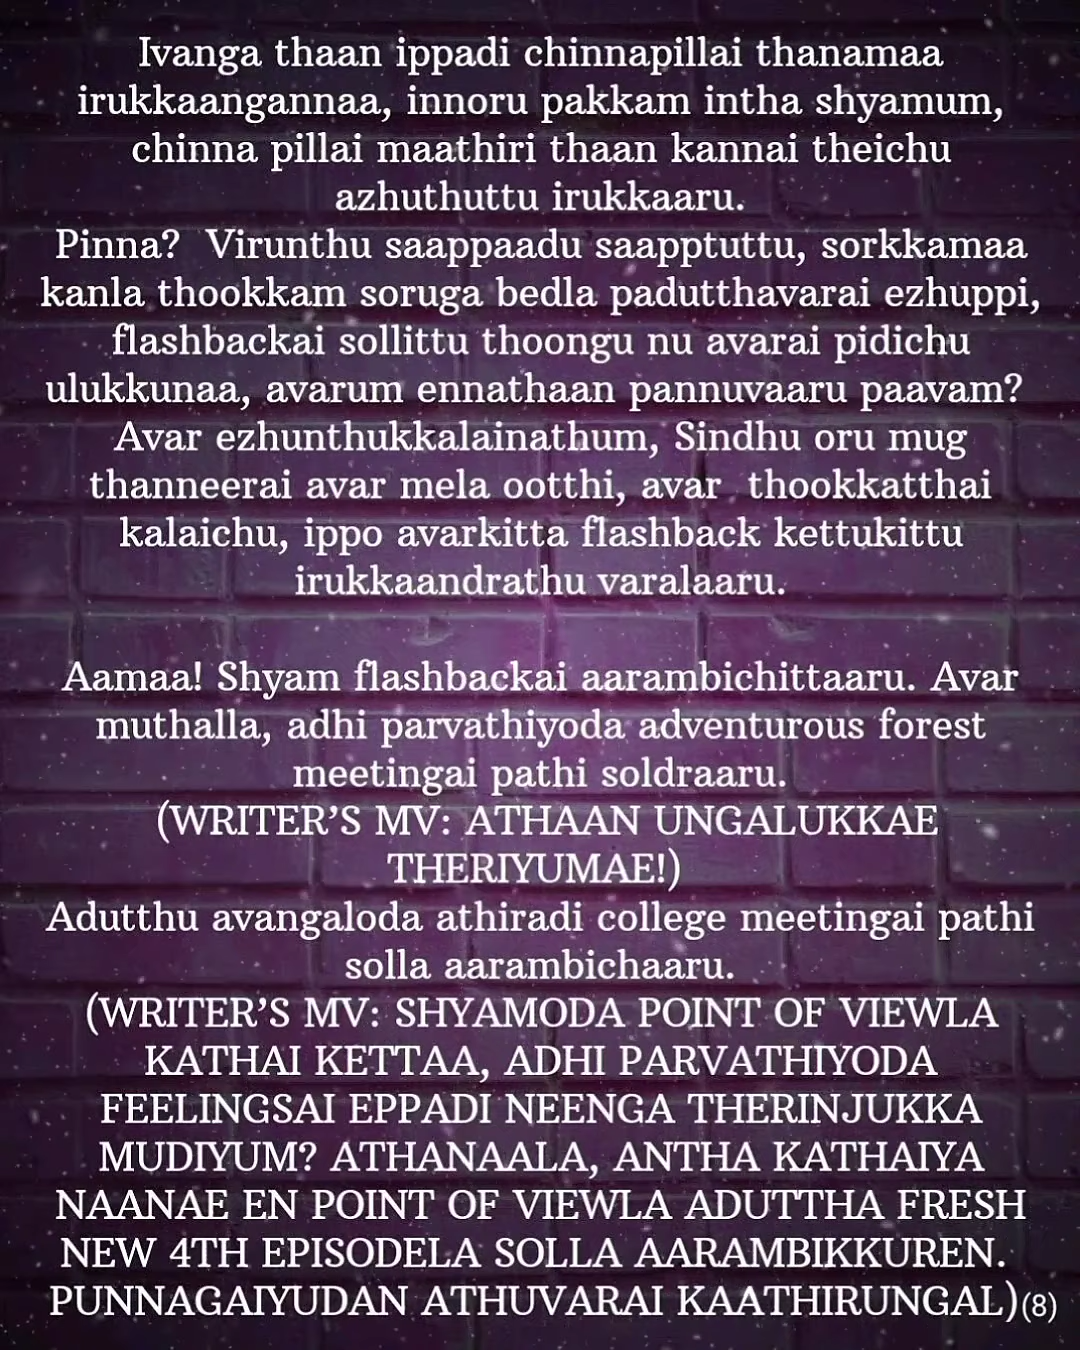 Ivanga thaan ippadi chinnapillai thanamaa
irukkaangannaa, innoru pakkam intha shyamum,
chinna pillai maathiri thaan kannai theichu
azhuthuttu irukkaaru.
Pinna? Virunthu saappaadu saapptuttu, sorkkamaa
kanla thookkam soruga bedla padutthavarai ezhuppi,
flashbackai sollittu thoongu nu avarai pidichu
ulukkunaa, avarum ennathaan pannuvaaru paavam?
Avar ezhunthukkalainathum, Sindhu oru mug
thanneerai avar mela ootthi, avar thookkatthai
kalaichu, ippo avarkitta flashback kettukittu
irukkaandrathu varalaaru.
Aamaa! Shyam flashbackai aarambichittaaru. Avar
muthalla, adhi parvathiyoda adventurous forest
meetingai pathi soldraaru.
(WRITER’S MV: ATHAAN UNGALUKKAE
THERIYUMAE!)
Adutthu avangaloda athiradi college meetingai pathi
solla aarambichaaru.
(WRITER’S MV: SHYAMODA POINT OF VIEWLA
KATHAI KETTAA, ADHI PARVATHIYODA
FEELINGSAI EPPADI NEENGA THERINJUKKA
MUDIYUM? ATHANAALA, ANTHA KATHAIYA
NAANAE EN POINT OF VIEWLA ADUTTHA FRESH
NEW 4TH EPISODELA SOLLA AARAMBIKKUREN.
PUNNAGAIYUDAN ATHUVARAI KAATHIRUNGAL)(8)